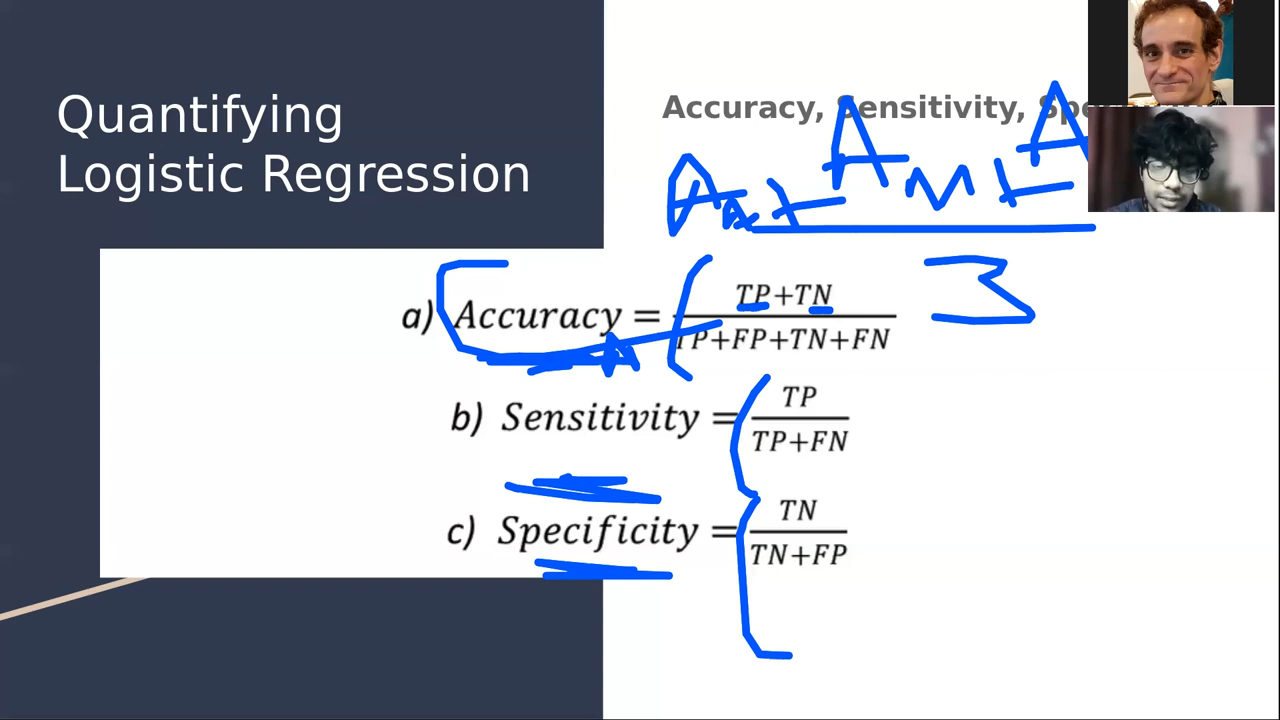 Quantifying
Logistic Regression
Accuracy, Sensitivity,
a) Accuracy = TP+TN
TP+FP+TN+FN
b) Sensitivity = TP
TP+FN
c) Specificity = TN
TN+FP
A A
3